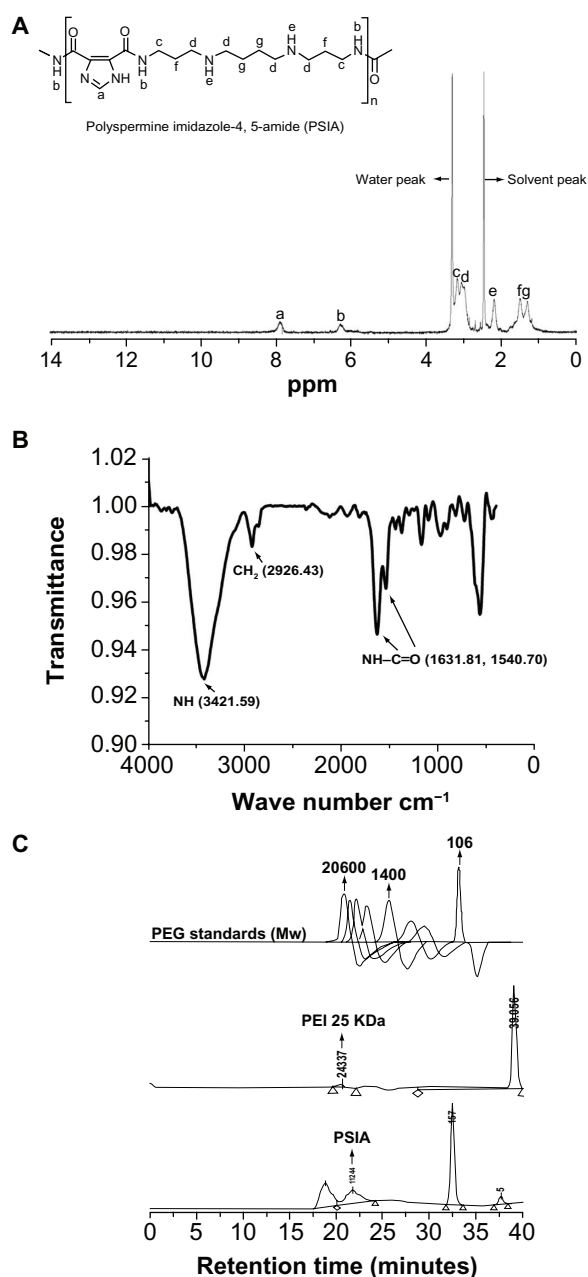 A
O
O
H
N
b
c
d
H
N
e
d
g
g
d
e
N
H
f
c
b
H
N
N
NH
a
N
H
b
f
O
n
Polyspermine imidazole-4, 5-amide (PSIA)
Water peak
Solvent peak
a
b
c
d
e
f
g
14 12 10 8 6 4 2 0
ppm
B
1.02
1.00
0.98
0.96
0.94
0.92
0.90
Transmittance
CH₂ (2926.43)
NH–C=O (1631.81, 1540.70)
NH (3421.59)
4000 3000 2000 1000 0
Wave number cm⁻¹
C
20600
1400
106
PEG standards (Mw)
PEI 25 KDa
24337
39.056
PSIA
11244
157
5
0 5 10 15 20 25 30 35 40
Retention time (minutes)